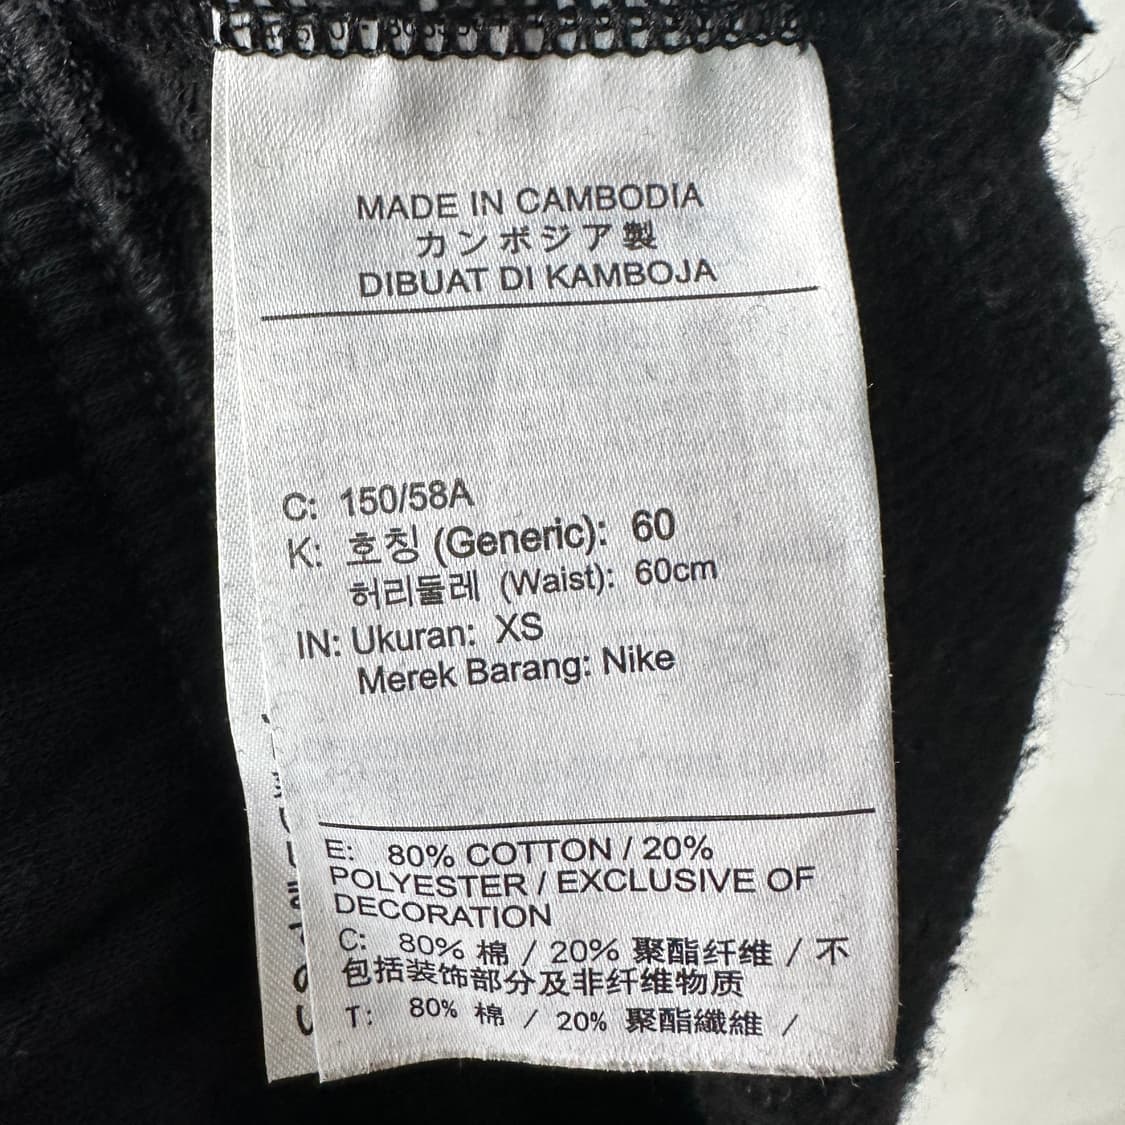 MADE IN CAMBODIA
カンボジア製
DIBUAT DI KAMBOJA
C: 150/58A
K: 호칭 (Generic): 60
허리둘레 (Waist): 60cm
IN: Ukuran: XS
Merek Barang: Nike
E: 80% COTTON / 20%
POLYESTER / EXCLUSIVE OF
DECORATION
C: 80% 棉 / 20% 聚酯纤维 / 不
包括装饰部分及非纤维物质
T: 80% 棉 / 20% 聚酯纖維 /